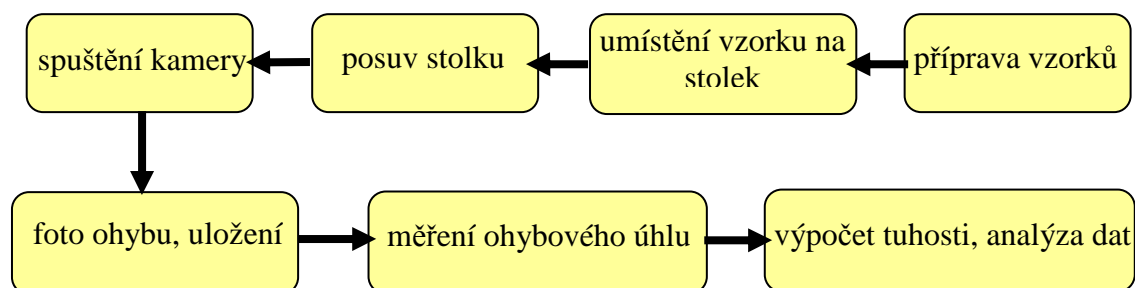 spuštění kamery
posuv stolku
umístění vzorku na
stolek
příprava vzorků
foto ohybu, uložení
měření ohybového úhlu
výpočet tuhosti, analýza dat